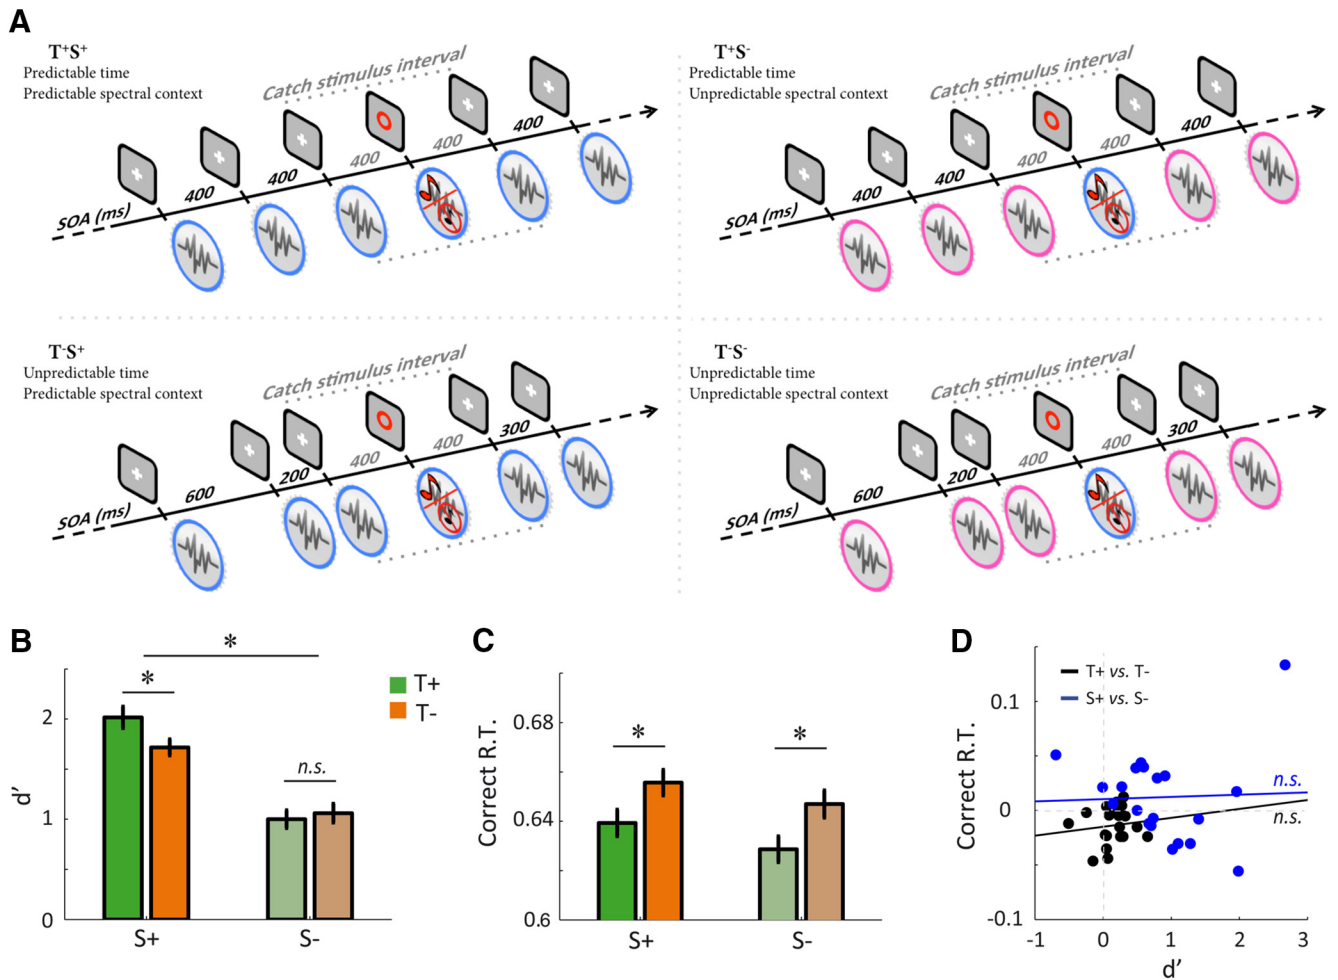 A
T+S+
Predictable time
Predictable spectral context
Catch stimulus interval
SOA (ms)
400
400
400
400
400
T+S-
Predictable time
Unpredictable spectral context
Catch stimulus interval
SOA (ms)
400
400
400
400
400
T-S+
Unpredictable time
Predictable spectral context
Catch stimulus interval
SOA (ms)
600
200
400
400
300
T-S-
Unpredictable time
Unpredictable spectral context
Catch stimulus interval
SOA (ms)
600
200
400
400
300
B
d'
2
1
0
*
*
n.s.
S+
S-
T+
T-
C
Correct R.T.
0.68
0.64
0.6
*
*
S+
S-
D
Correct R.T.
0.1
0
-0.1
T+ vs. T-
S+ vs. S-
n.s.
n.s.
-1
0
1
2
3
d'